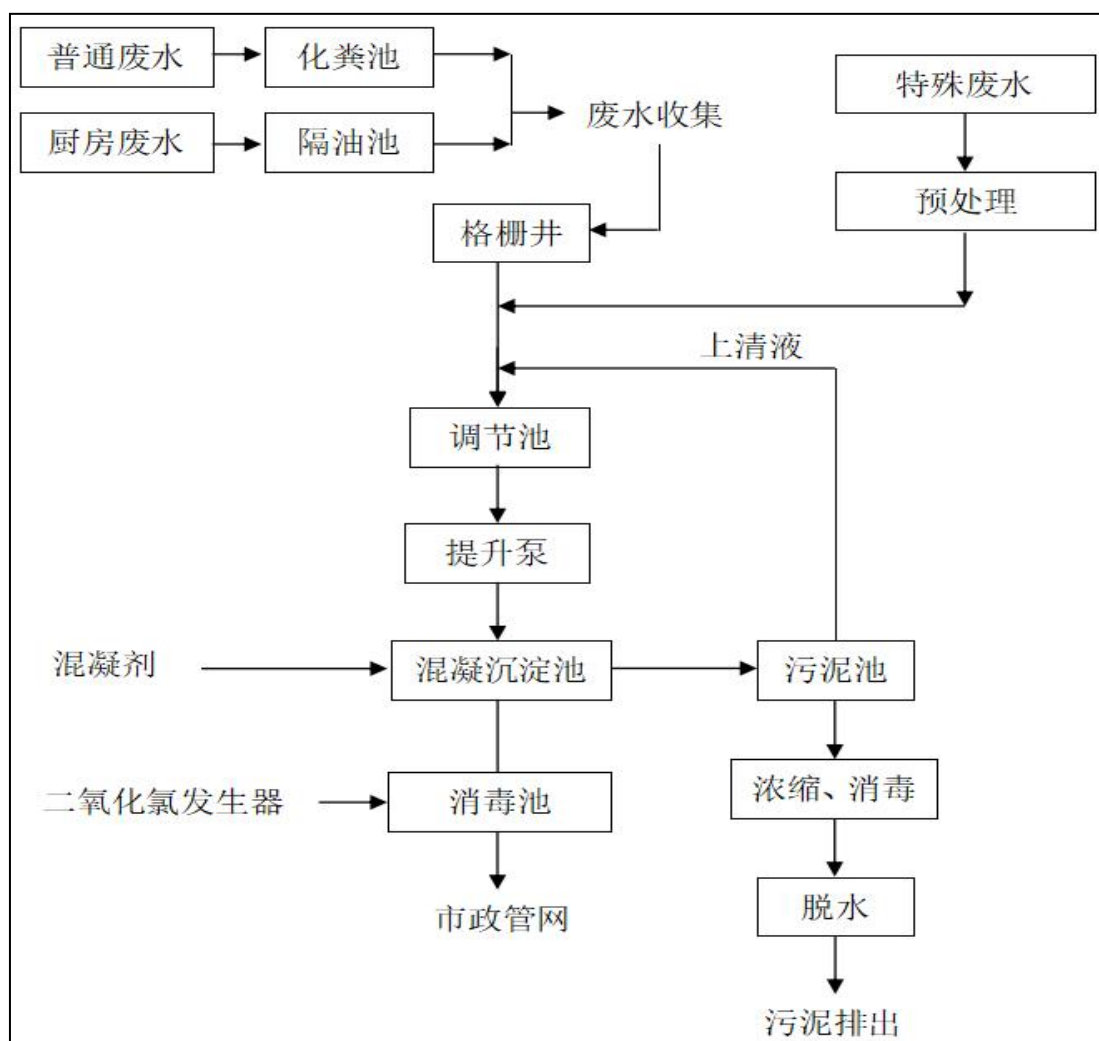 普通废水
化粪池
特殊废水
厨房废水
隔油池
废水收集
预处理
格栅井
上清液
调节池
提升泵
混凝剂
混凝沉淀池
污泥池
二氧化氯发生器
消毒池
浓缩、消毒
脱水
市政管网
污泥排出